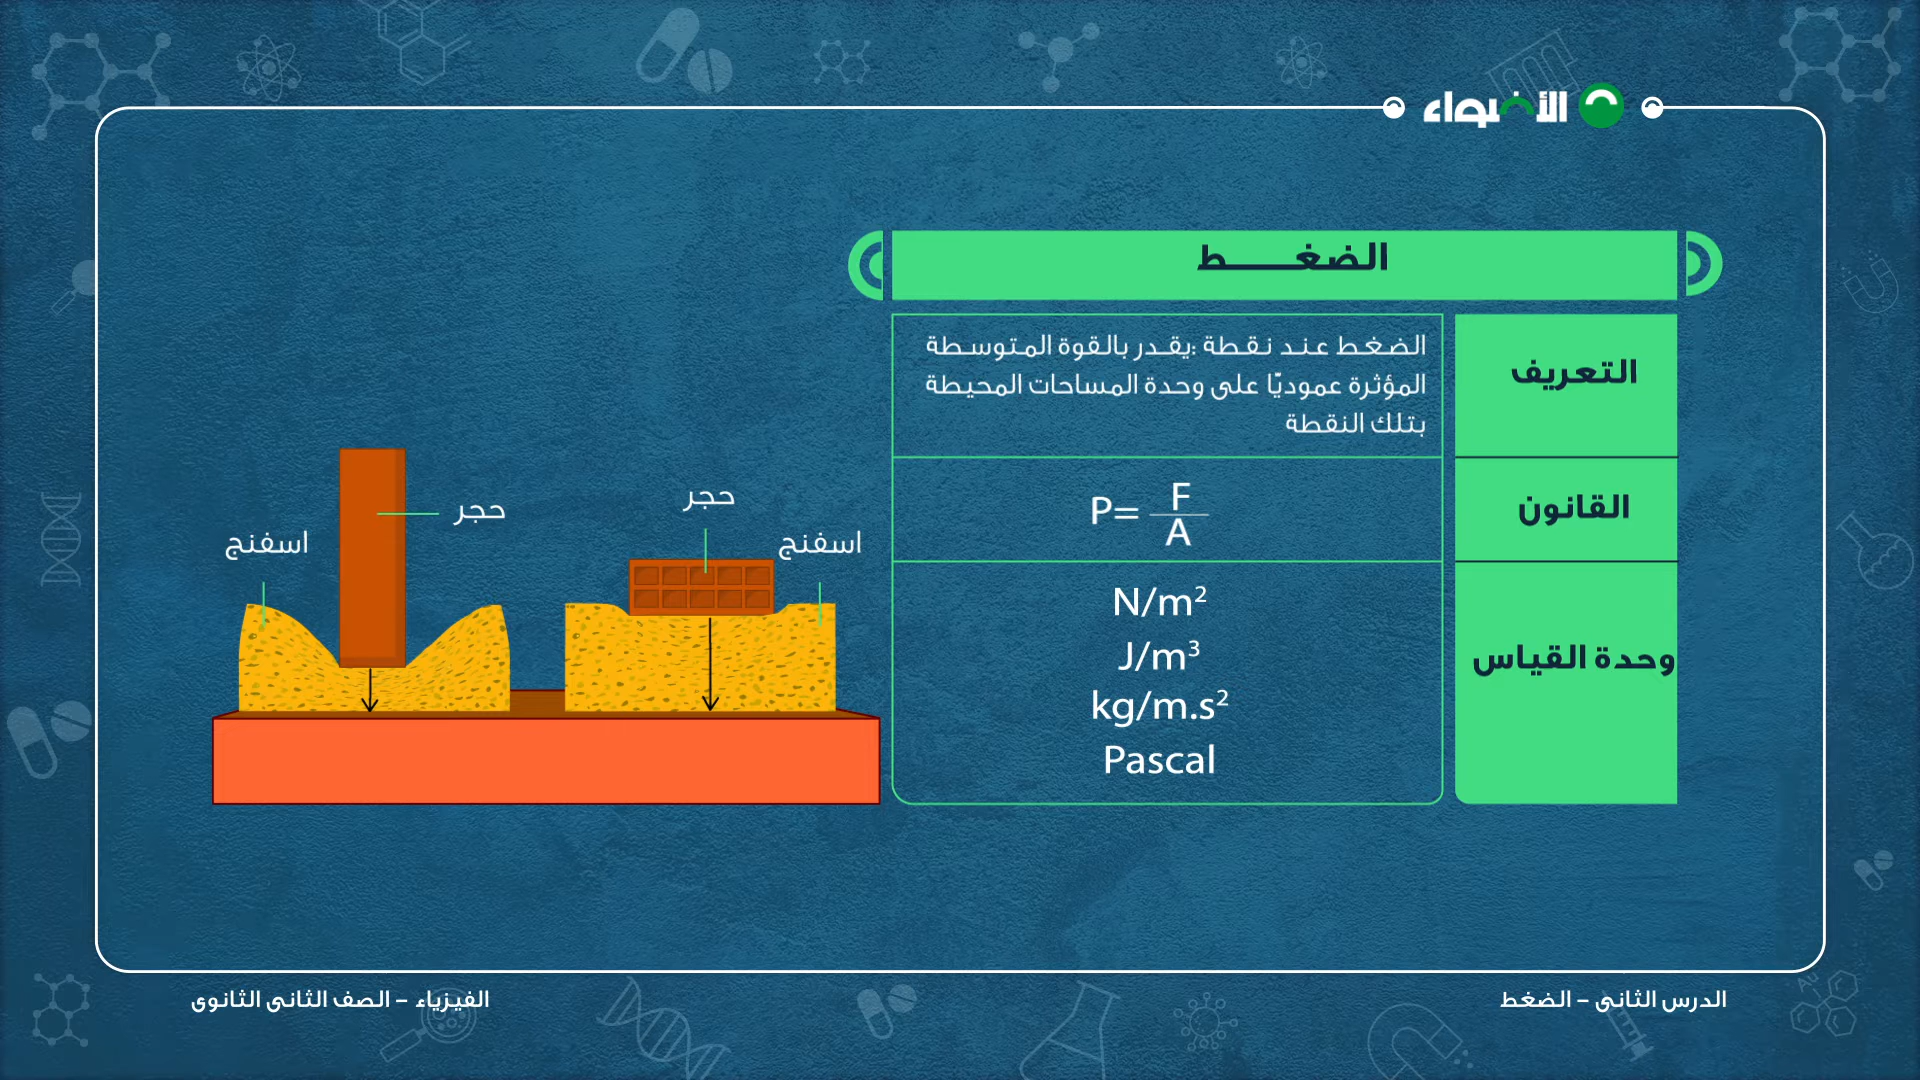 الأضواء
الضغـــــط
التعريف
الضغط عند نقطة :يقدر بالقوة المتوسطة
المؤثرة عموديًا على وحدة المساحات المحيطة
بتلك النقطة
القانون
P= F/A
وحدة القياس
N/m²
J/m³
kg/m.s²
Pascal
حجر
اسفنج
حجر
اسفنج
الدرس الثانى – الضغط
الفيزياء – الصف الثانى الثانوى